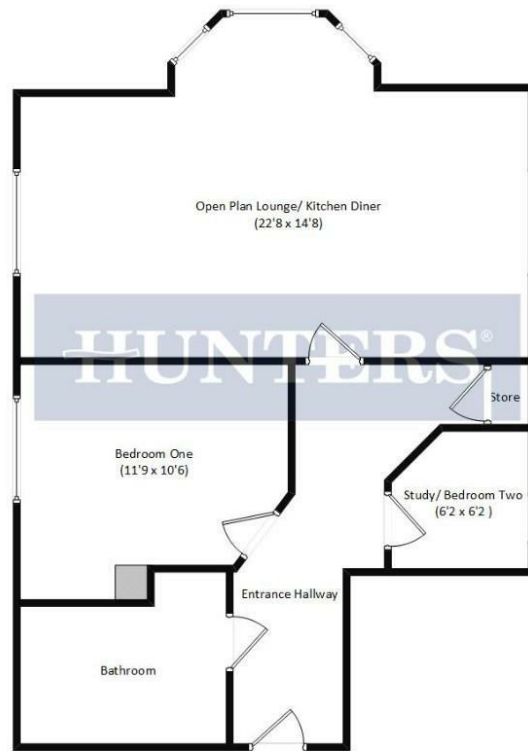 Open Plan Lounge/ Kitchen Diner
(22'8 x 14'8)
HUNTERS®
Store
Bedroom One
(11'9 x 10'6)
Study/ Bedroom Two
(6'2 x 6'2 )
Entrance Hallway
Bathroom